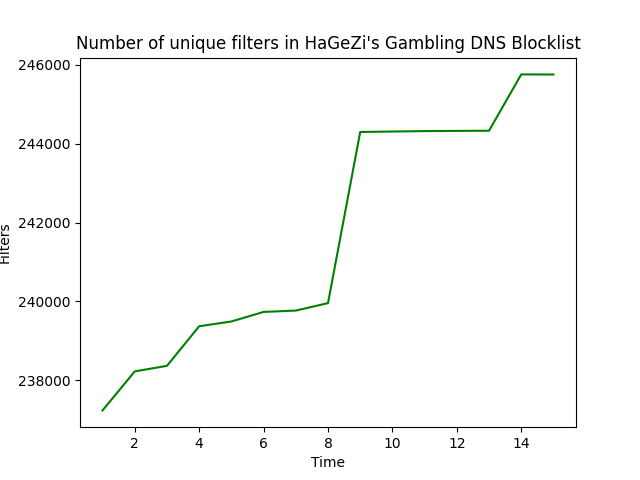 Number of unique filters in HaGeZi's Gambling DNS Blocklist
246000
244000
242000
240000
238000
Filters
2 4 6 8 10 12 14
Time